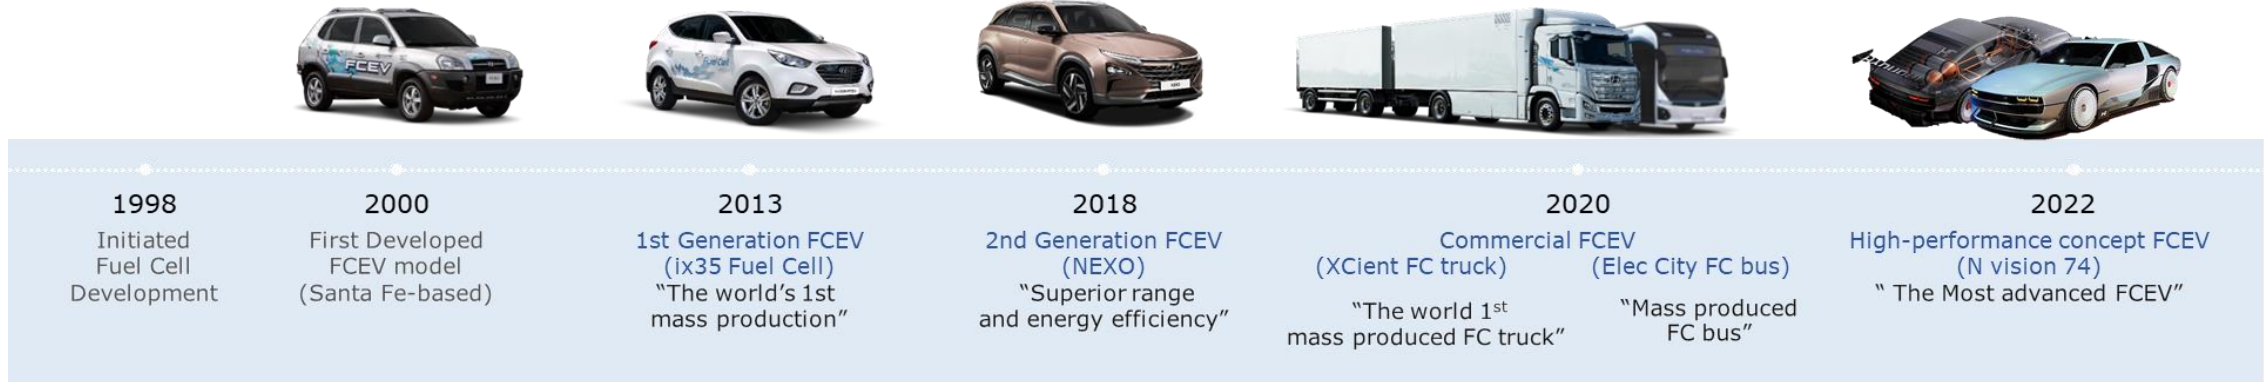 FCEV
Fuel Cell
1998
Initiated
Fuel Cell
Development
2000
First Developed
FCEV model
(Santa Fe-based)
2013
1st Generation FCEV
(ix35 Fuel Cell)
“The world’s 1st
mass production”
2018
2nd Generation FCEV
(NEXO)
“Superior range
and energy efficiency”
2020
Commercial FCEV
(XCient FC truck)
“The world 1st
mass produced FC truck”
(Elec City FC bus)
“Mass produced
FC bus”
2022
High-performance concept FCEV
(N vision 74)
“ The Most advanced FCEV”